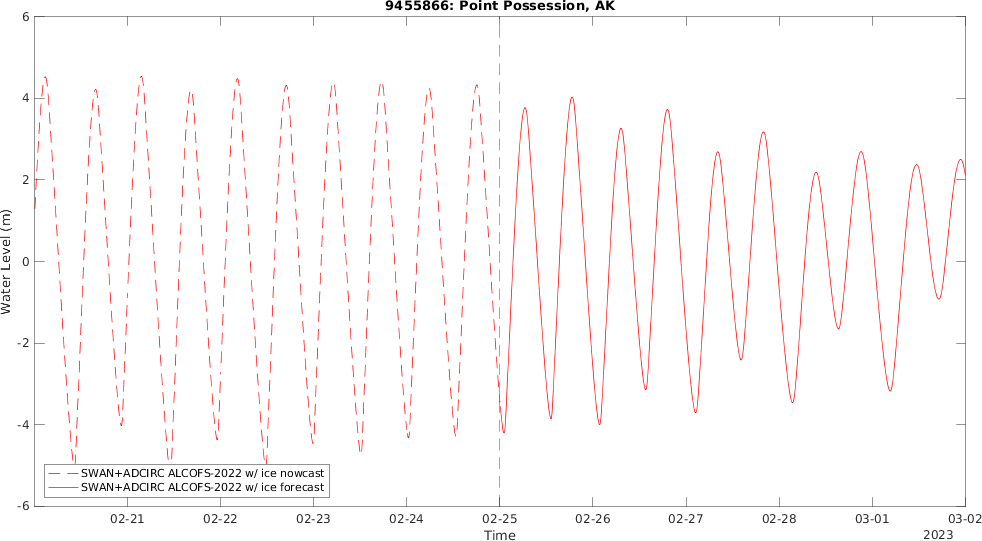 9455866: Point Possession, AK
6
4
2
0
-2
-4
-6
Water Level (m)
SWAN+ADCIRC ALCOFS-2022 w/ ice nowcast
SWAN+ADCIRC ALCOFS-2022 w/ ice forecast
02-21 02-22 02-23 02-24 02-25 02-26 02-27 02-28 03-01 03-02
Time
2023